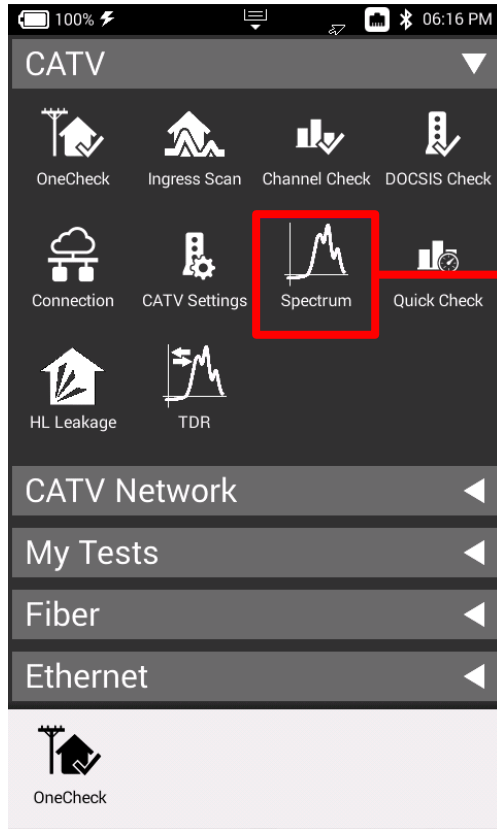 100% 06:16 PM
CATV
OneCheck Ingress Scan Channel Check DOCSIS Check
Connection CATV Settings Spectrum Quick Check
HL Leakage TDR
CATV Network
My Tests
Fiber
Ethernet
OneCheck